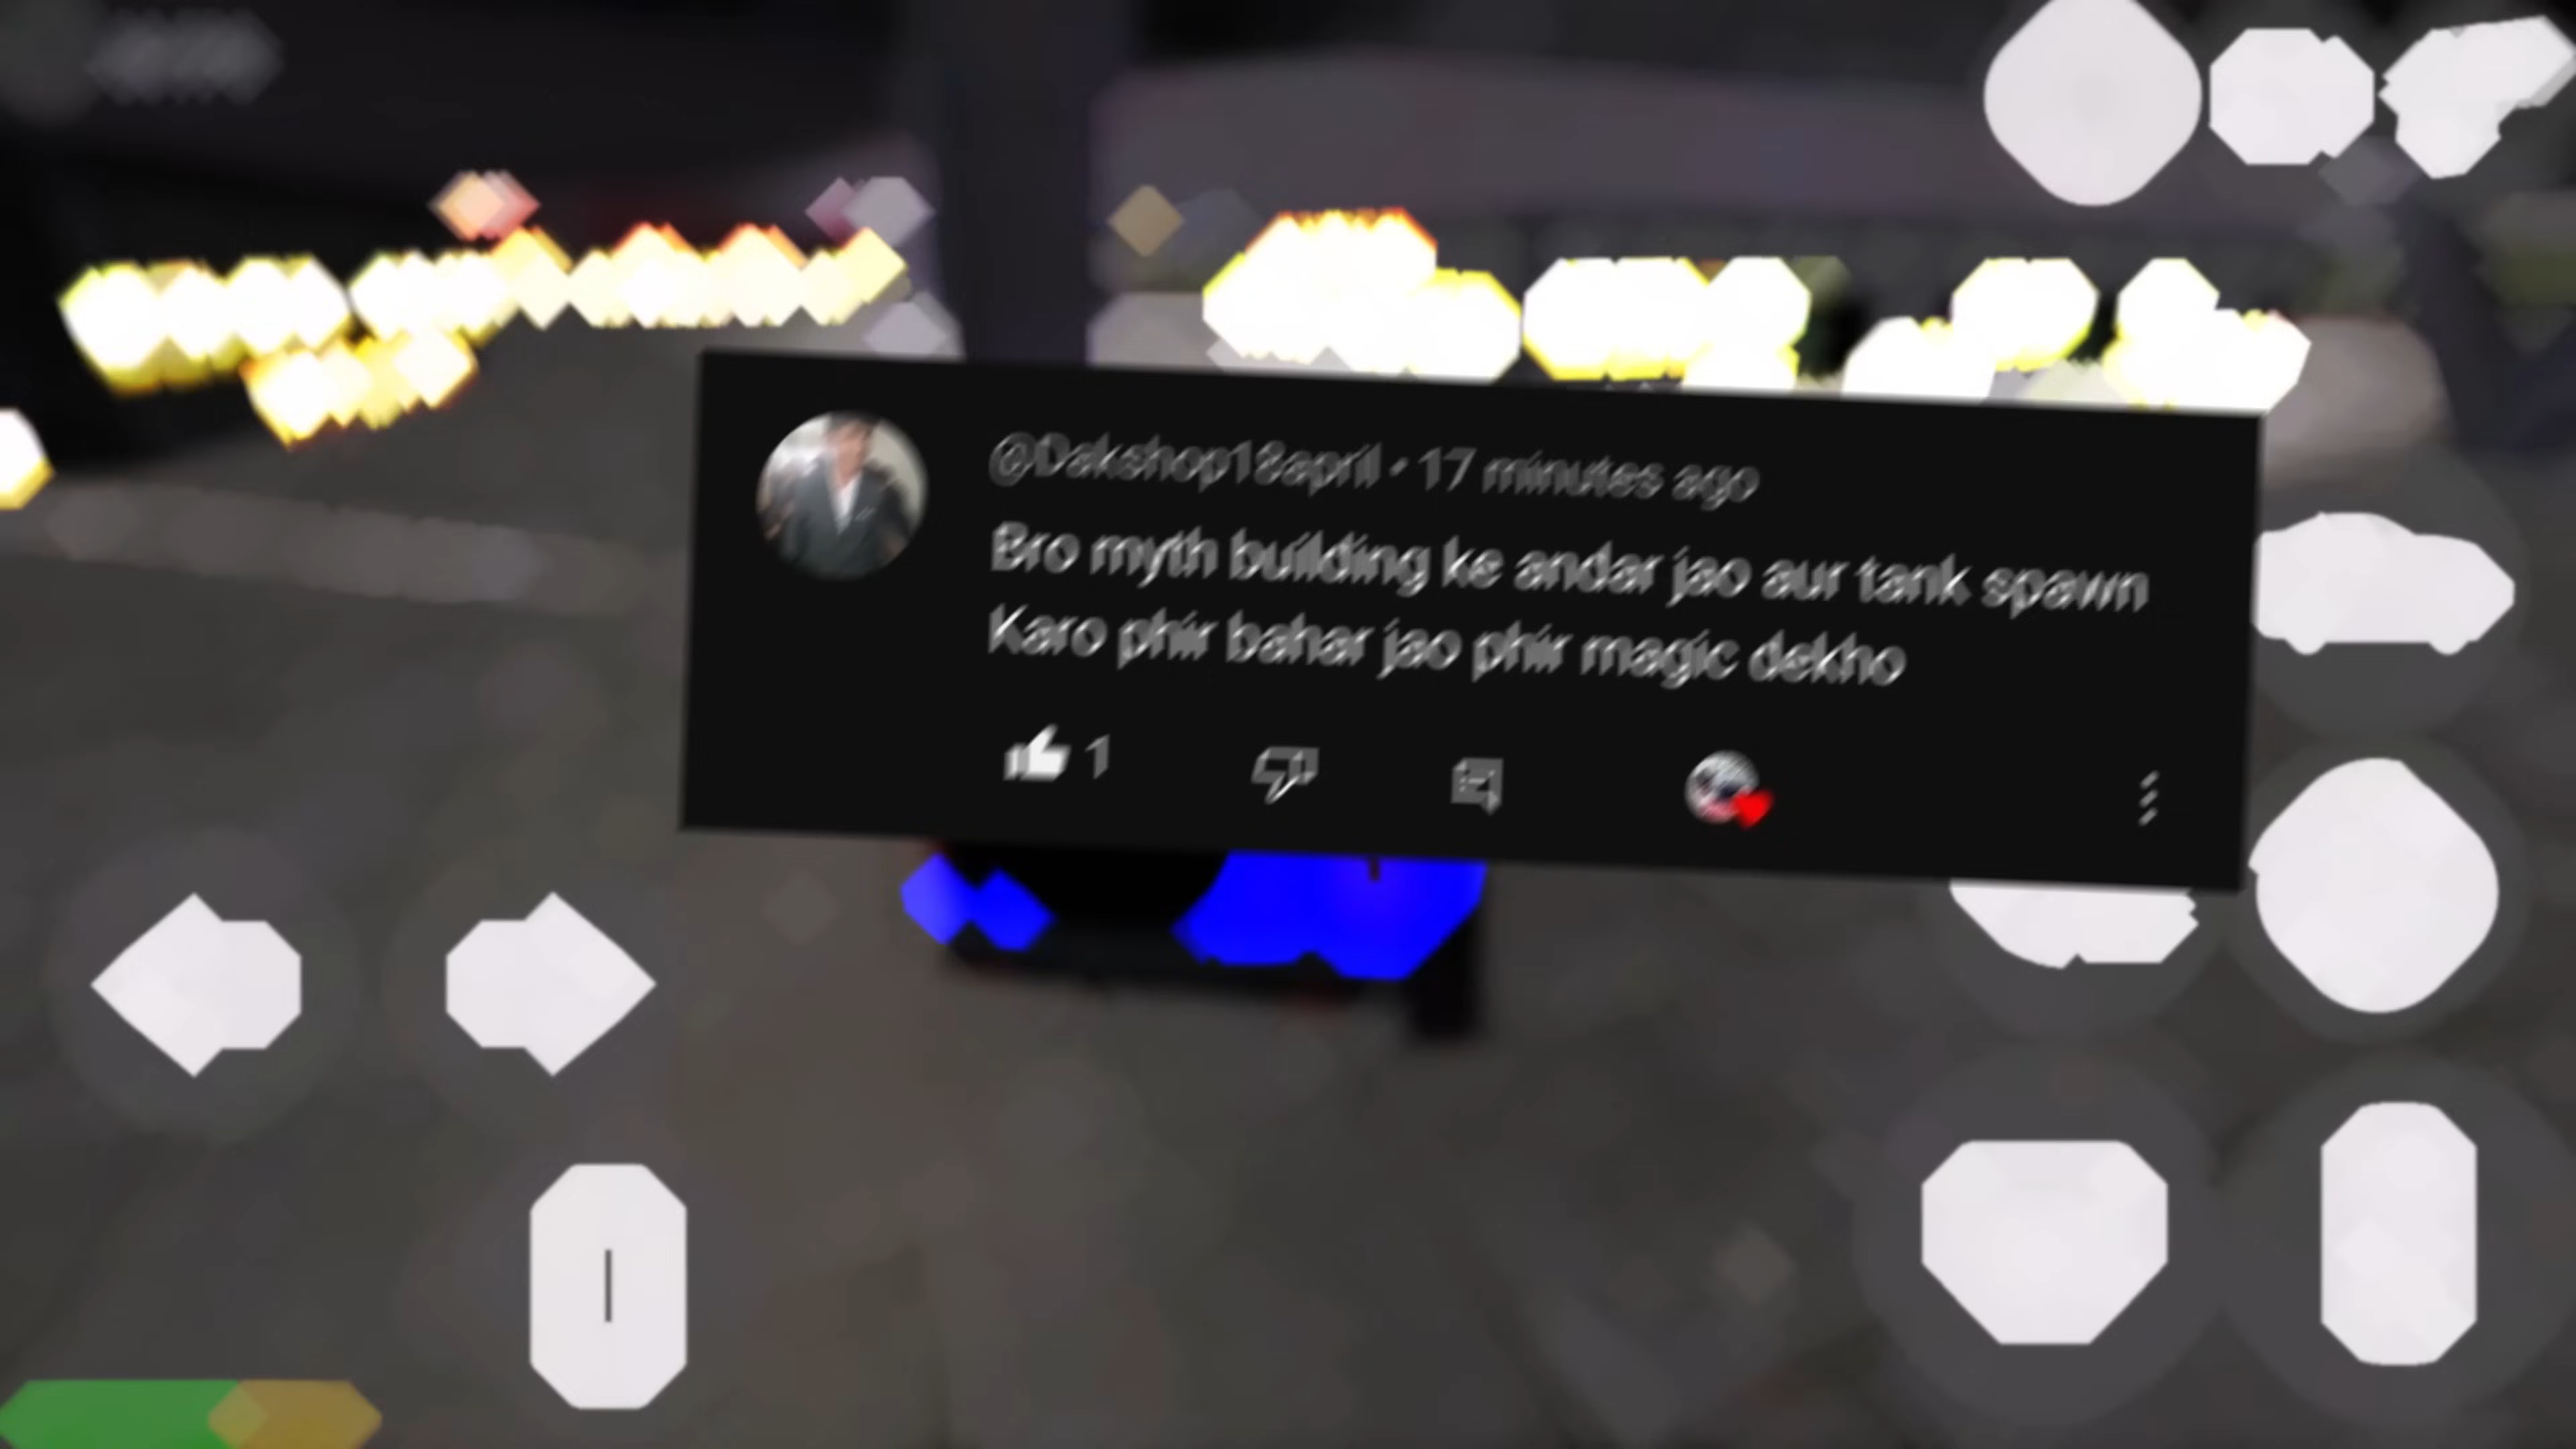 @Dakshop18april • 17 minutes ago
Bro myth building ke andar jao aur tank spawn
Karo phir bahar jao phir magic dekho
1